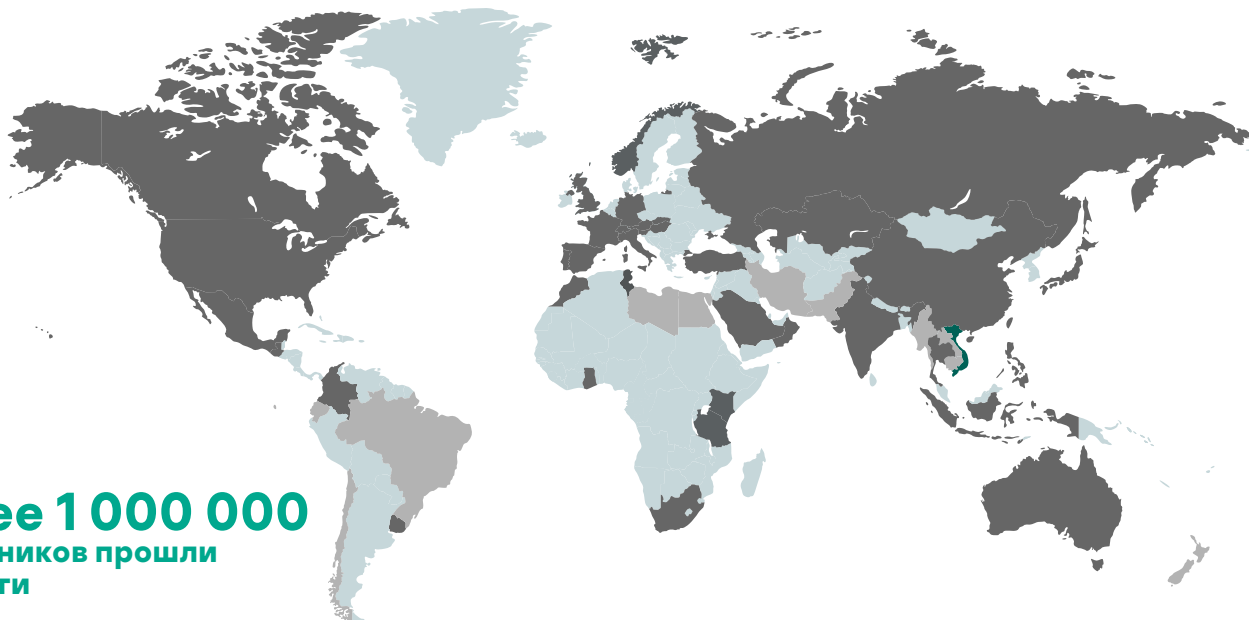 ее 1 000 000
ников прошли
ти